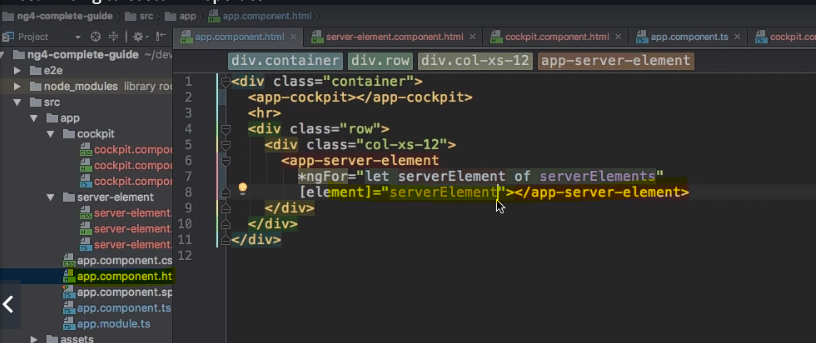 ng4-complete-guide src app app.component.html
Project app.component.html server-element.component.html cockpit.component.html app.component.ts cockpit.com
ng4-complete-guide ~/dev
e2e
node_modules library roo
src
app
cockpit
cockpit.compo
cockpit.compo
cockpit.compo
server-element
server-element.
server-element.
server-element.
app.component.cs
app.component.ht
app.component.sp
app.component.ts
app.module.ts
assets
div.container div.row div.col-xs-12 app-server-element
1 <div class="container">
2 <app-cockpit></app-cockpit>
3 <hr>
4 <div class="row">
5 <div class="col-xs-12">
6 <app-server-element
7 *ngFor="let serverElement of serverElements"
8 [element]="serverElement"></app-server-element>
9 </div>
10 </div>
11 </div>
12